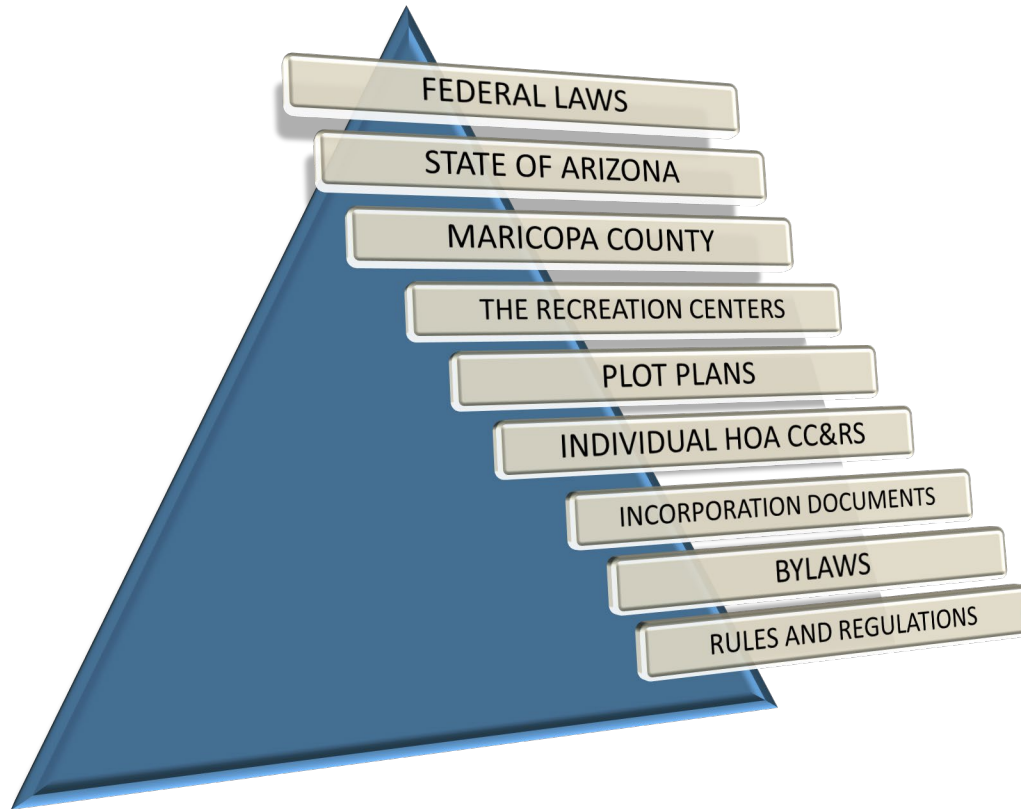 FEDERAL LAWS
STATE OF ARIZONA
MARICOPA COUNTY
THE RECREATION CENTERS
PLOT PLANS
INDIVIDUAL HOA CC&RS
INCORPORATION DOCUMENTS
BYLAWS
RULES AND REGULATIONS